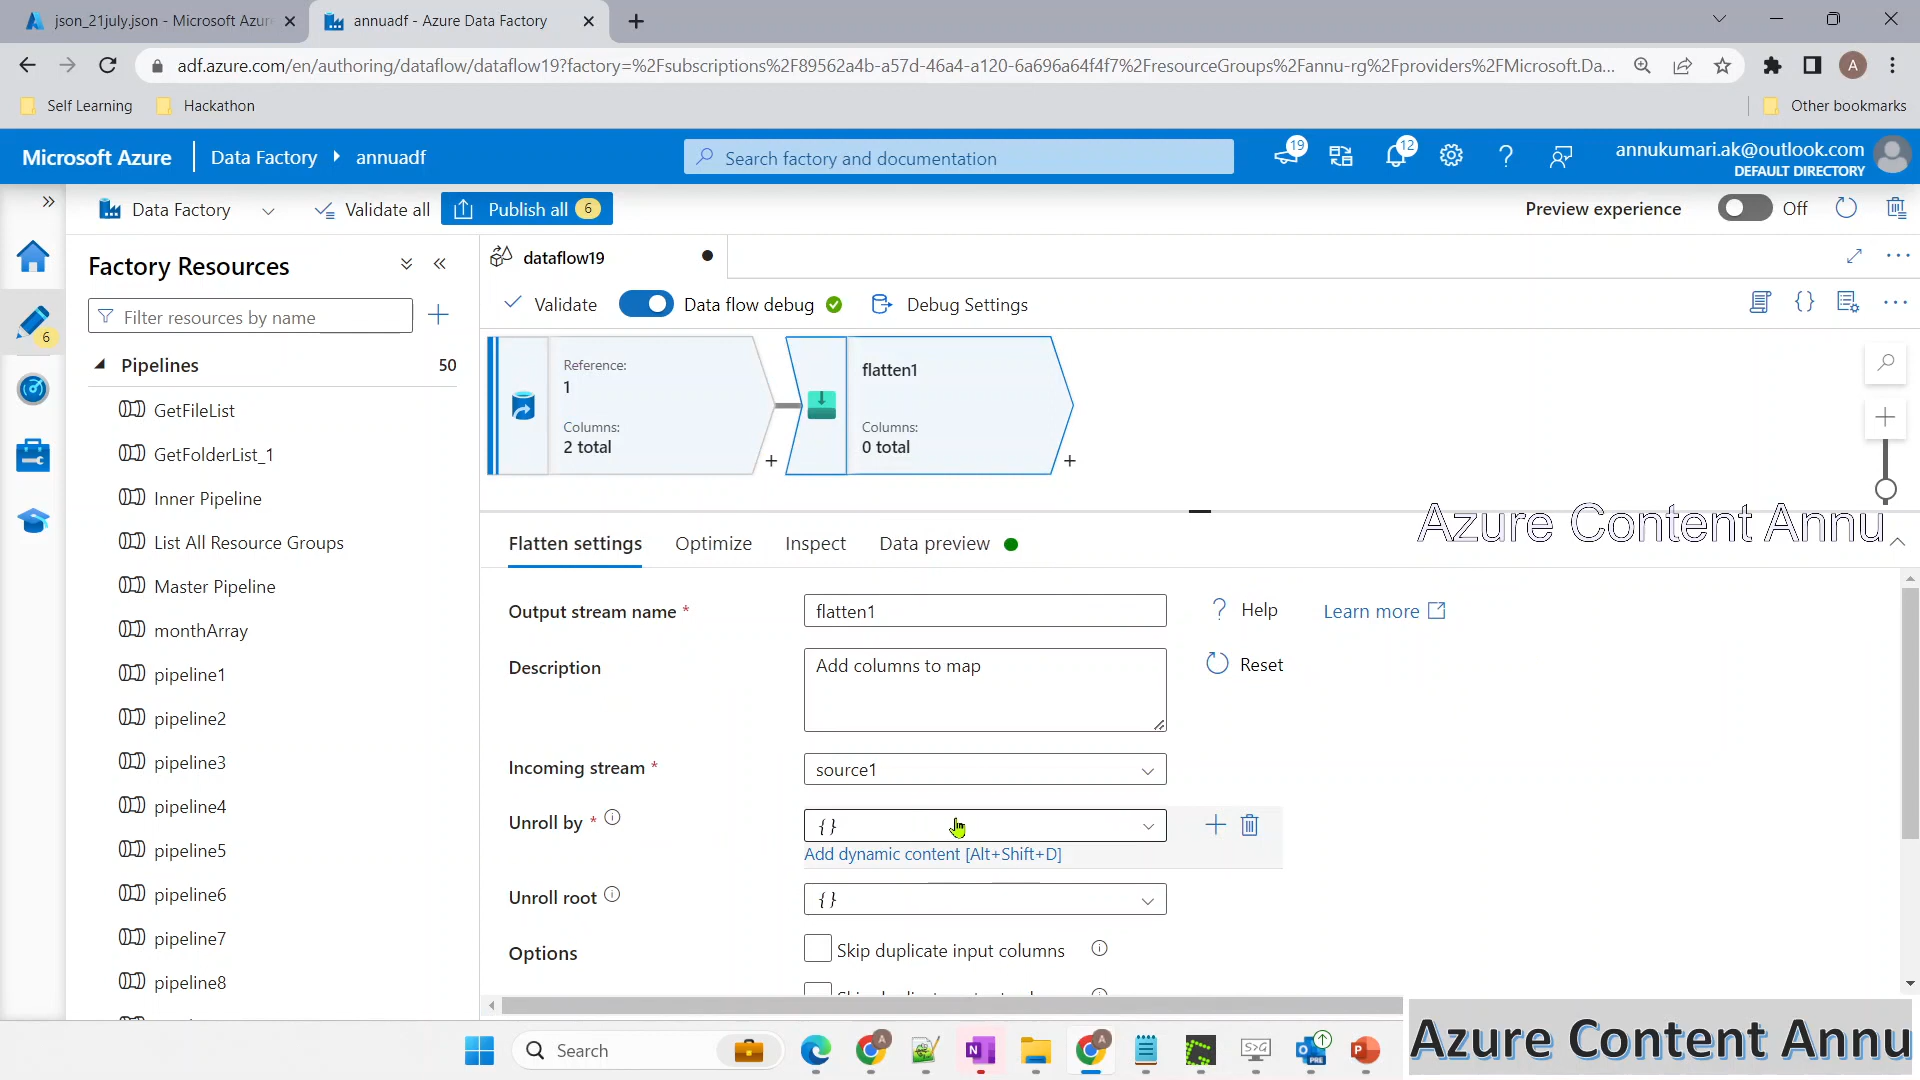 json_21july.json - Microsoft Azur
annuadf - Azure Data Factory
adf.azure.com/en/authoring/dataflow/dataflow19?factory=%2Fsubscriptions%2F89562a4b-a57d-46a4-a120-6a696a64f4f7%2FresourceGroups%2Fannu-rg%2Fproviders%2FMicrosoft.Da...
A
Self Learning
Hackathon
Other bookmarks
Microsoft Azure
Data Factory
annuadf
Search factory and documentation
19
12
annukumari.ak@outlook.com
DEFAULT DIRECTORY
Data Factory
Validate all
Publish all 6
Preview experience
Off
Factory Resources
Filter resources by name
6
Pipelines
50
GetFileList
GetFolderList_1
Inner Pipeline
List All Resource Groups
Master Pipeline
monthArray
pipeline1
pipeline2
pipeline3
pipeline4
pipeline5
pipeline6
pipeline7
pipeline8
dataflow19
Validate
Data flow debug
Debug Settings
Reference:
1
Columns:
2 total
flatten1
Columns:
0 total
Azure Content Annu
Flatten settings
Optimize
Inspect
Data preview
Output stream name *
flatten1
Help
Learn more
Description
Add columns to map
Reset
Incoming stream *
source1
Unroll by *
{}
Add dynamic content [Alt+Shift+D]
Unroll root
{}
Options
Skip duplicate input columns
Search
Azure Content Annu